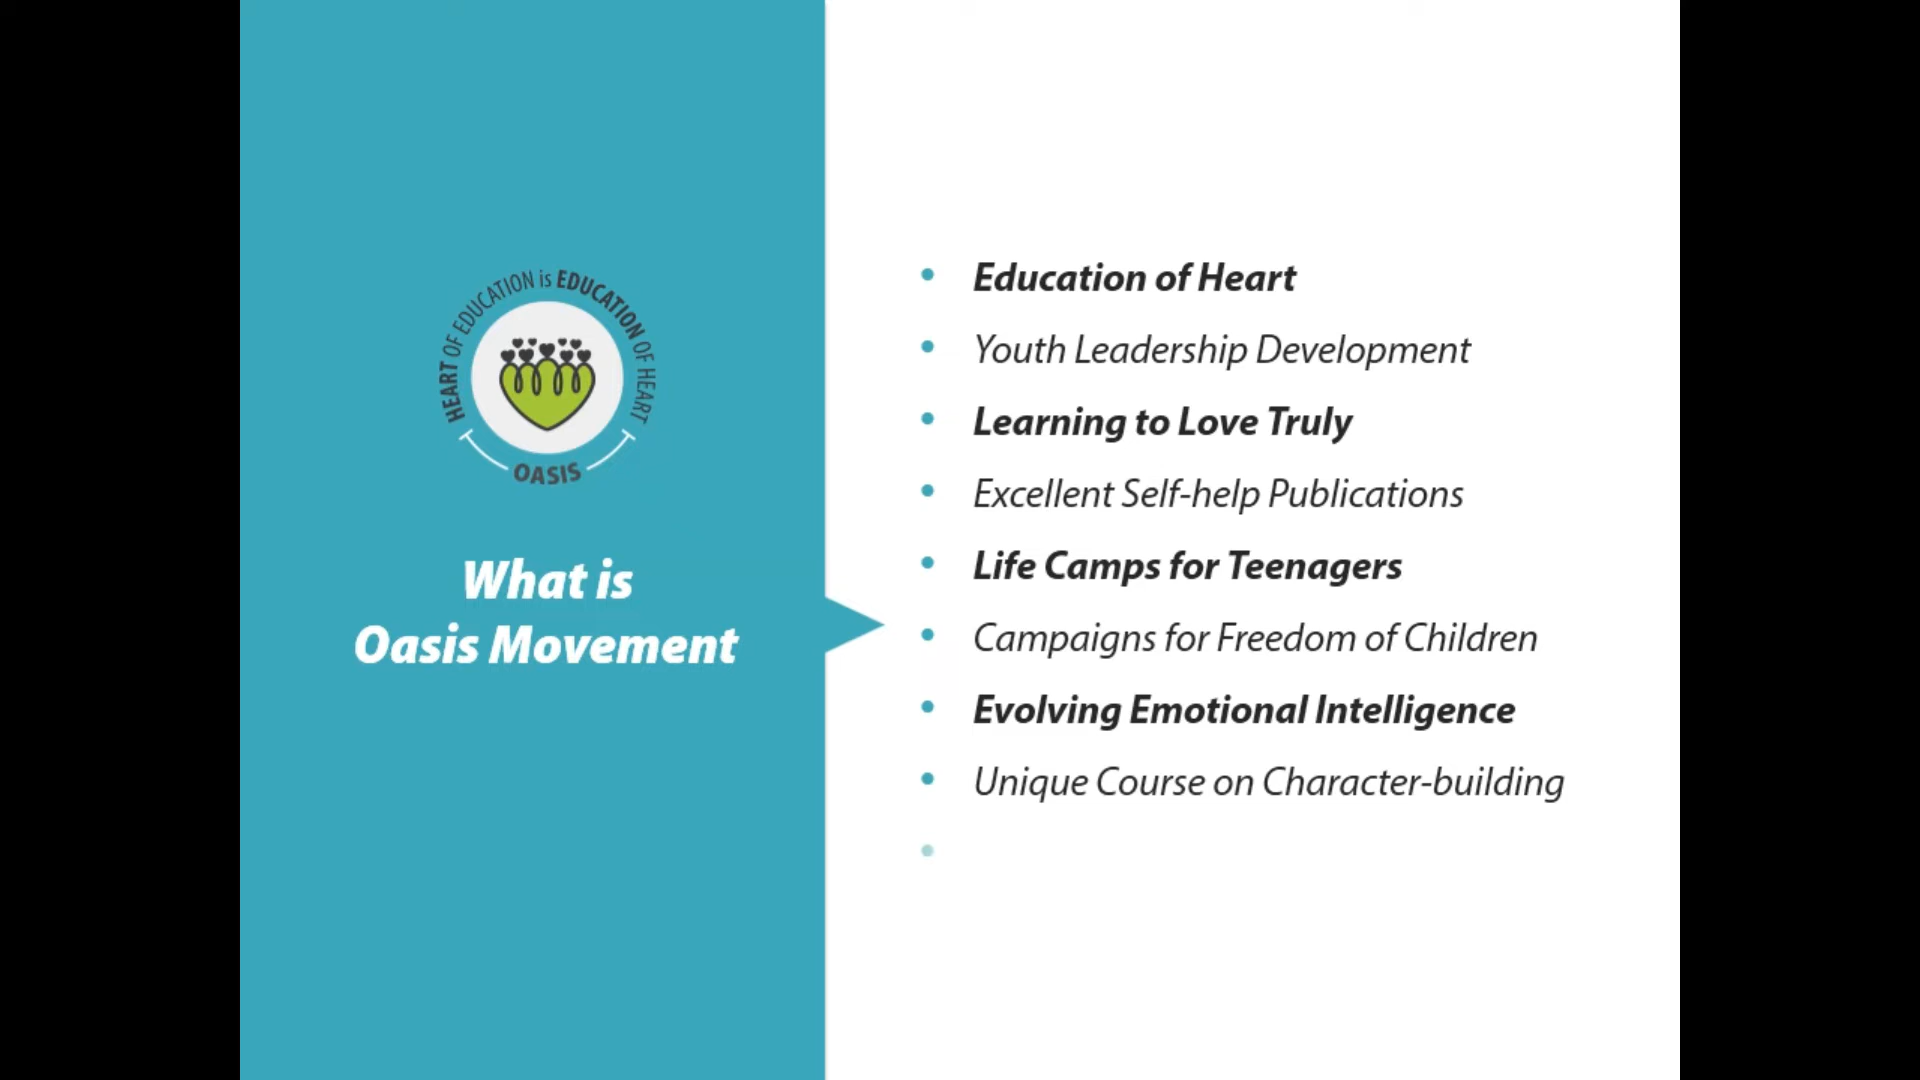 HEART OF EDUCATION is EDUCATION OF HEART
OASIS
What is
Oasis Movement
• Education of Heart
• Youth Leadership Development
• Learning to Love Truly
• Excellent Self-help Publications
• Life Camps for Teenagers
• Campaigns for Freedom of Children
• Evolving Emotional Intelligence
• Unique Course on Character-building
•